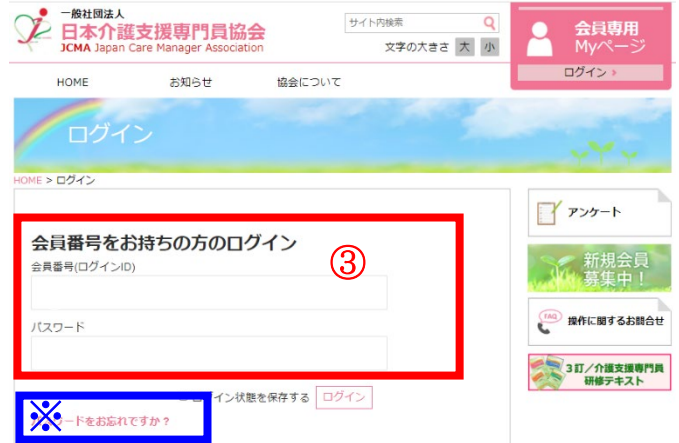 一般社団法人
日本介護支援専門員協会
JCMA Japan Care Manager Association
サイト内検索
文字の大きさ 大 小
会員専用
Myページ
ログイン
HOME お知らせ 協会について
ログイン
HOME > ログイン
会員番号をお持ちの方のログイン
③
会員番号(ログインID)
パスワード
イン状態を保存する ログイン
※
ードをお忘れですか？
アンケート
新規会員
募集中！
FAQ 操作に関するお問合せ
3訂/介護支援専門員
研修テキスト